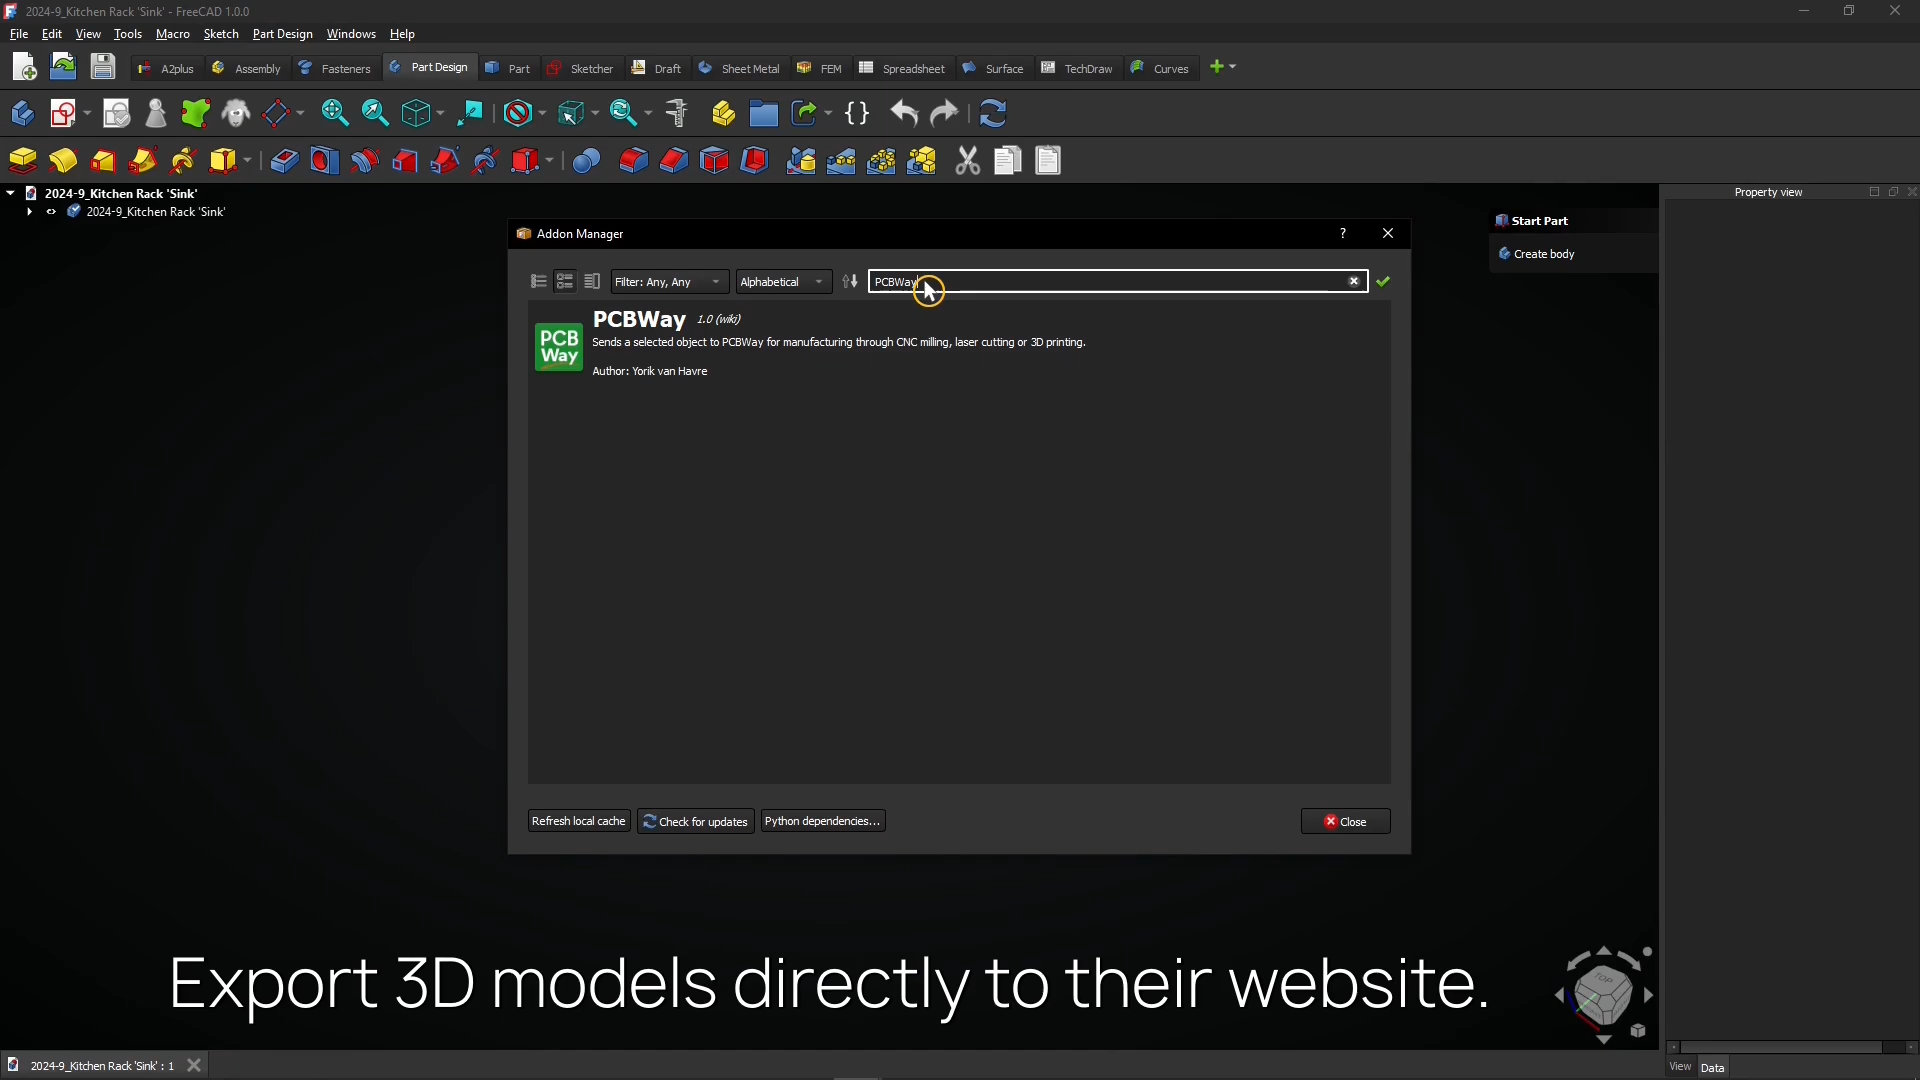 2024-9_Kitchen Rack 'Sink' - FreeCAD 1.0.0
File Edit View Tools Macro Sketch Part Design Windows Help
A2plus Assembly Fasteners Part Design Part Sketcher Draft Sheet Metal FEM Spreadsheet Surface TechDraw Curves
2024-9_Kitchen Rack 'Sink'
2024-9_Kitchen Rack 'Sink'
Property view
Start Part
Create body
Addon Manager
?
Filter: Any, Any Alphabetical PCBWay
PCB
Way
PCBWay 1.0 (wiki)
Sends a selected object to PCBWay for manufacturing through CNC milling, laser cutting or 3D printing.
Author: Yorik van Havre
Refresh local cache Check for updates Python dependencies... Close
Export 3D models directly to their website.
TOP
2024-9_Kitchen Rack 'Sink' : 1
View Data